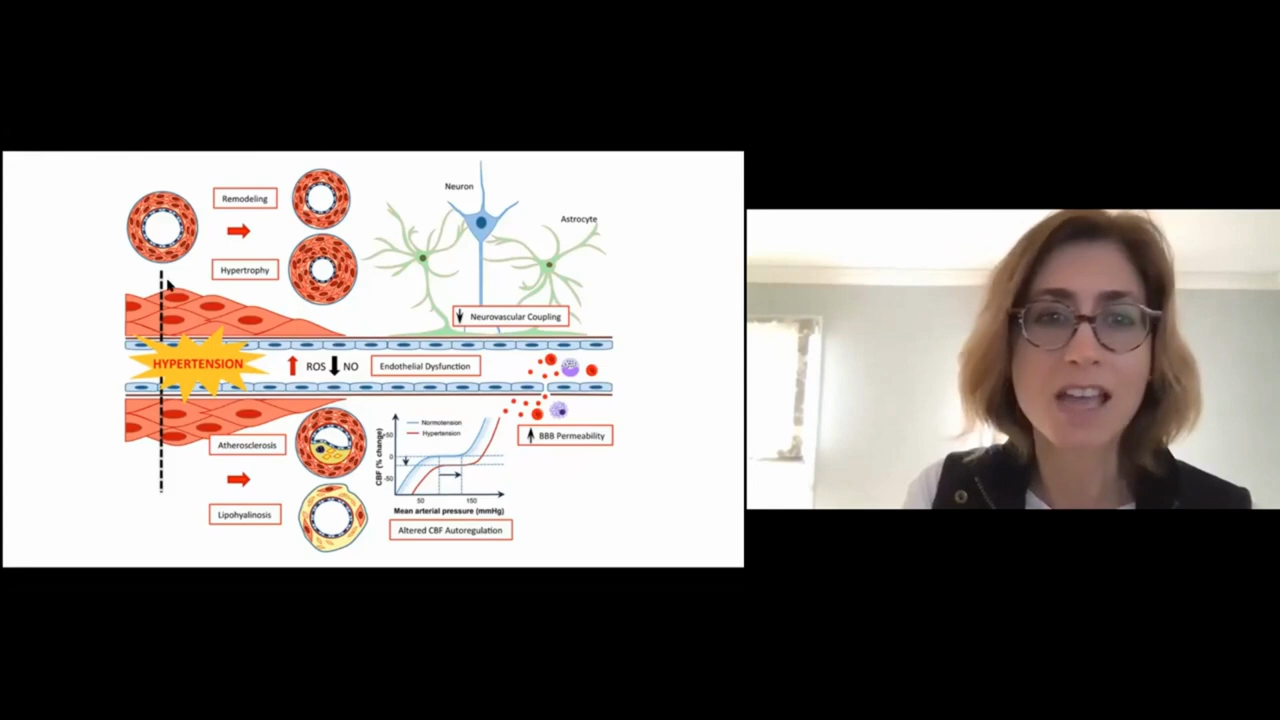 Remodeling
Hypertrophy
Neuron
Astrocyte
Neurovascular Coupling
HYPERTENSION
ROS
NO
Endothelial Dysfunction
BBB Permeability
Atherosclerosis
Lipohyalinosis
Normotension
Hypertension
CBF (% change)
50
0
-50
50
150
Mean arterial pressure (mmHg)
Altered CBF Autoregulation